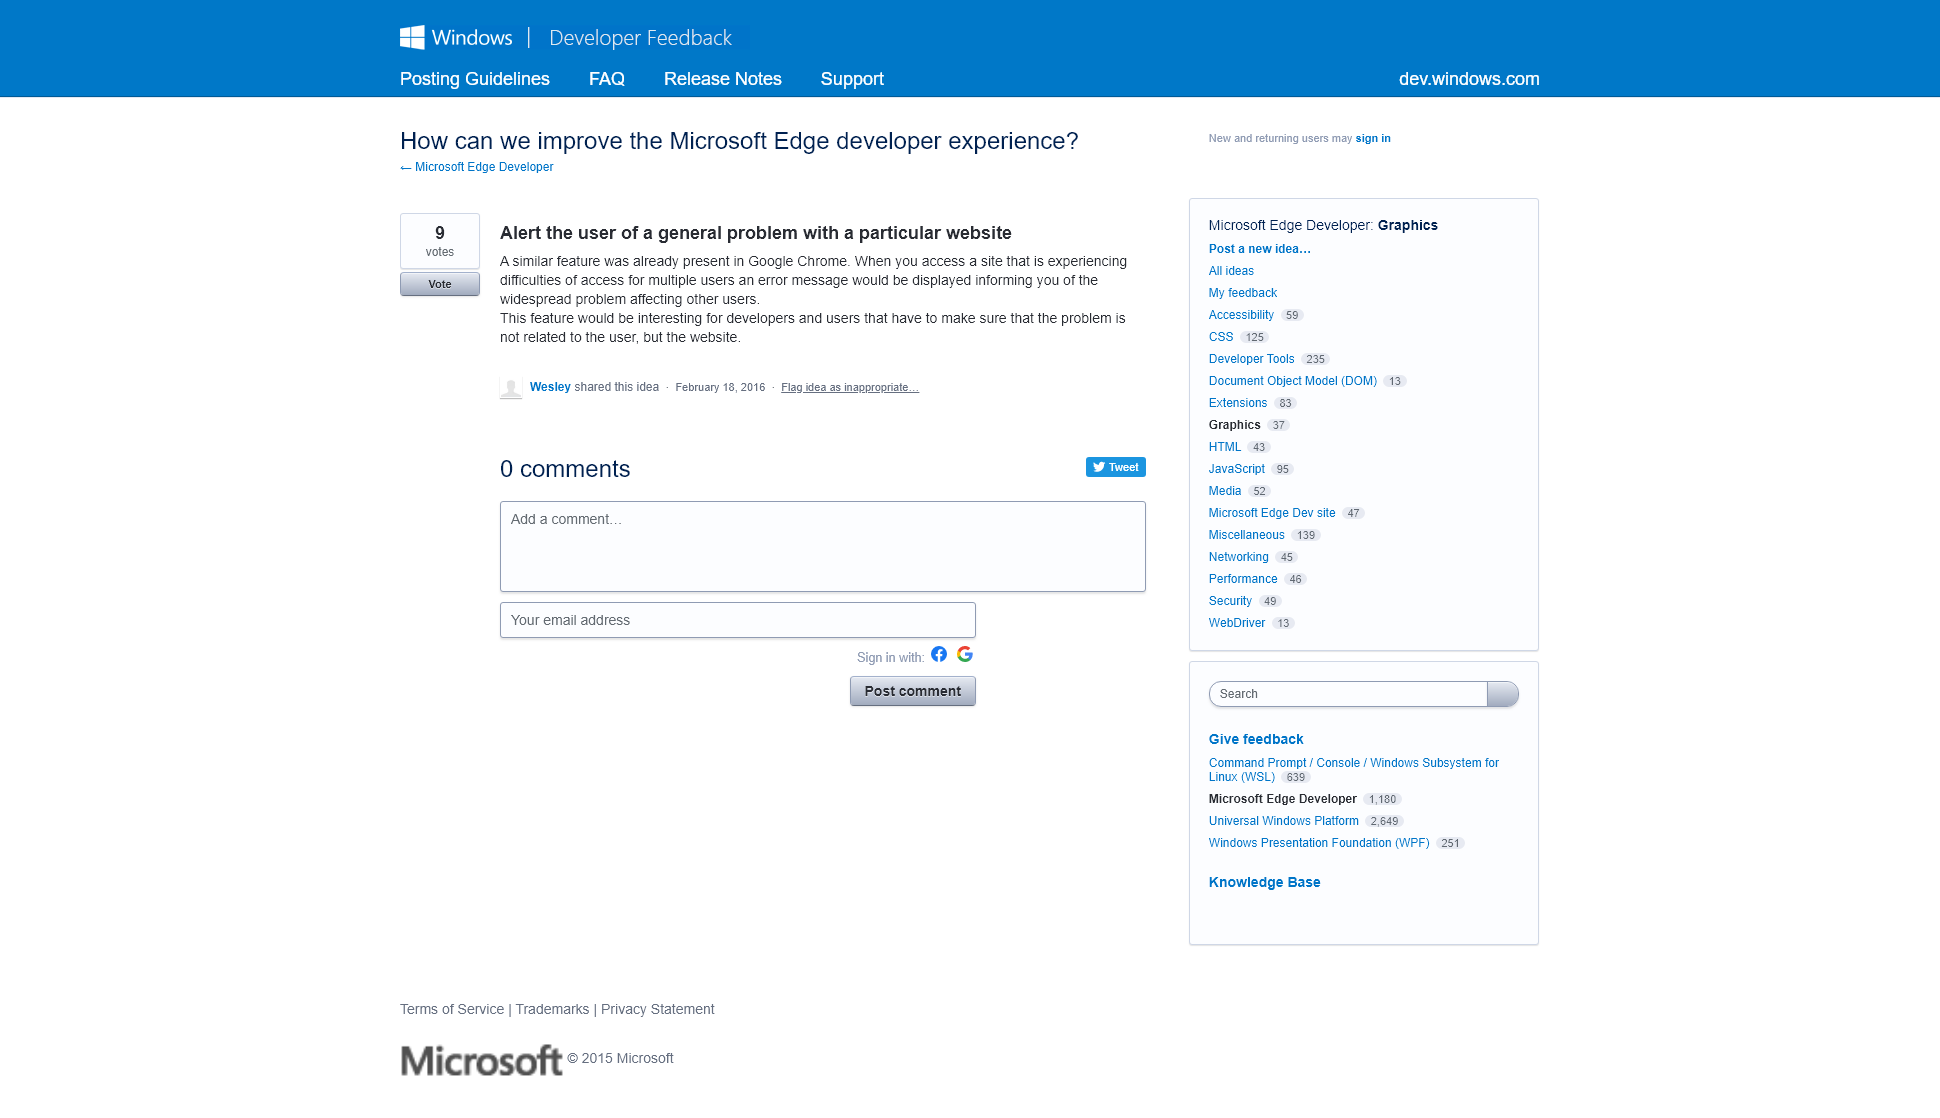 Windows | Developer Feedback
Posting Guidelines FAQ Release Notes Support dev.windows.com
How can we improve the Microsoft Edge developer experience?
← Microsoft Edge Developer
New and returning users may sign in
9
votes
Vote
Alert the user of a general problem with a particular website
A similar feature was already present in Google Chrome. When you access a site that is experiencing
difficulties of access for multiple users an error message would be displayed informing you of the
widespread problem affecting other users.
This feature would be interesting for developers and users that have to make sure that the problem is
not related to the user, but the website.
Wesley shared this idea · February 18, 2016 · Flag idea as inappropriate…
0 comments
Tweet
Add a comment…
Your email address
Sign in with:
Post comment
Microsoft Edge Developer: Graphics
Post a new idea…
All ideas
My feedback
Accessibility 59
CSS 125
Developer Tools 235
Document Object Model (DOM) 13
Extensions 83
Graphics 37
HTML 43
JavaScript 95
Media 52
Microsoft Edge Dev site 47
Miscellaneous 139
Networking 45
Performance 46
Security 49
WebDriver 13
Search
Give feedback
Command Prompt / Console / Windows Subsystem for
Linux (WSL) 639
Microsoft Edge Developer 1,180
Universal Windows Platform 2,649
Windows Presentation Foundation (WPF) 251
Knowledge Base
Terms of Service | Trademarks | Privacy Statement
Microsoft © 2015 Microsoft